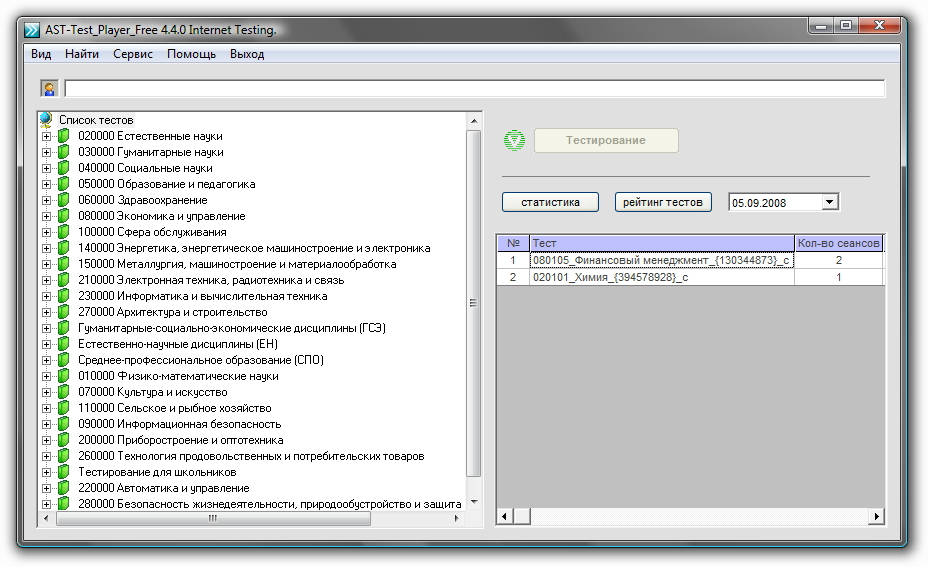 AST-Test_Player_Free 4.4.0 Internet Testing.
Вид Найти Сервис Помощь Выход
Список тестов
020000 Естественные науки
030000 Гуманитарные науки
040000 Социальные науки
050000 Образование и педагогика
060000 Здравоохранение
080000 Экономика и управление
100000 Сфера обслуживания
140000 Энергетика, энергетическое машиностроение и электроника
150000 Металлургия, машиностроение и материалообработка
210000 Электронная техника, радиотехника и связь
230000 Информатика и вычислительная техника
270000 Архитектура и строительство
Гуманитарные-социально-экономические дисциплины (ГСЭ)
Естественно-научные дисциплины (ЕН)
Среднее-профессиональное образование (СПО)
010000 Физико-математические науки
070000 Культура и искусство
110000 Сельское и рыбное хозяйство
090000 Информационная безопасность
200000 Приборостроение и оптотехника
260000 Технология продовольственных и потребительских товаров
Тестирование для школьников
220000 Автоматика и управление
280000 Безопасность жизнедеятельности, природообустройство и защита
Тестирование
статистика рейтинг тестов 05.09.2008
№ Тест Кол-во сеансов
1 080105_Финансовый менеджмент_{130344873}_с 2
2 020101_Химия_{394578928}_с 1